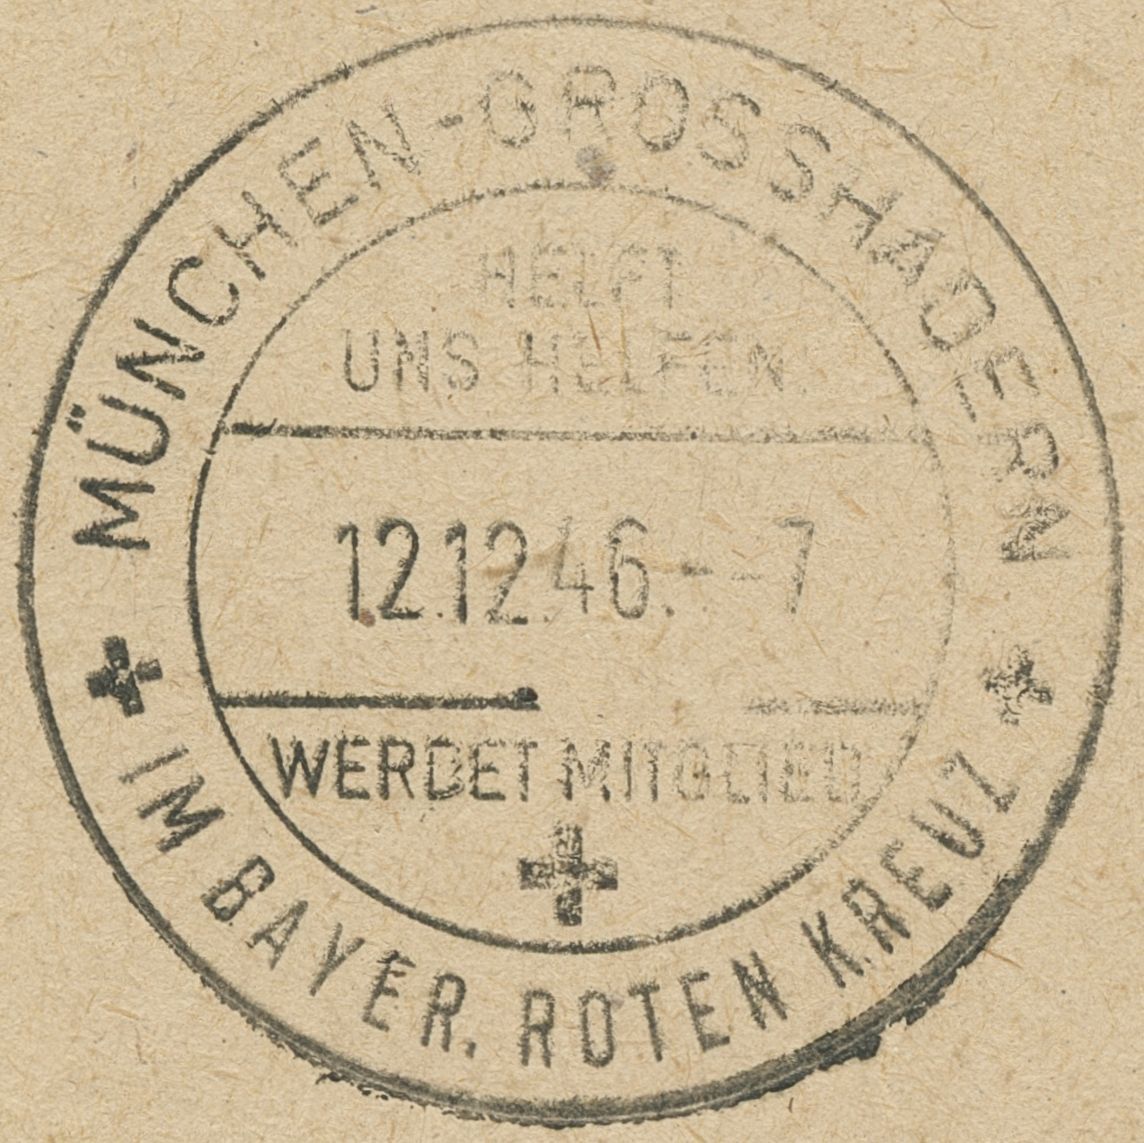 MÜNCHEN-GROSSHADERN
HELFT
UNS HELFEN.
12.12.46.--7
WERDET MITGLIED
IM BAYER. ROTEN KREUZ